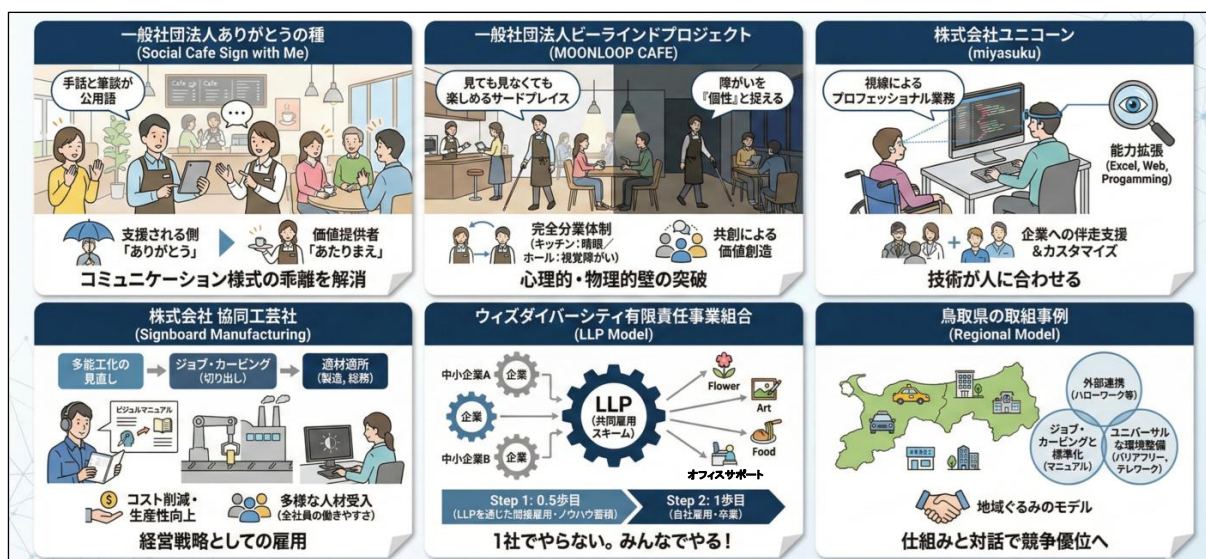 一般社団法人ありがとうの種
(Social Cafe Sign with Me)
手話と筆談が
公用語
Cafe
Cafe
支援される側
「ありがとう」
価値提供者
「あたりまえ」
コミュニケーション様式の乖離を解消
一般社団法人ビーラインドプロジェクト
(MOONLOOP CAFE)
見ても見なくても
楽しめるサードプレイス
障がいを
『個性』と捉える
完全分業体制
(キッチン:晴眼／
ホール:視覚障がい)
共創による
価値創造
心理的・物理的壁の突破
株式会社ユニコーン
(miyasuku)
視線による
プロフェッショナル業務
能力拡張
(Excel, Web,
Progamming)
企業への伴走支援
&カスタマイズ
技術が人に合わせる
株式会社 協同工芸社
(Signboard Manufacturing)
多能工化の
見直し
ジョブ・カービング
(切り出し)
適材適所
(製造, 総務)
ビジュルマニュアル
コスト削減・
生産性向上
多様な人材受入
(全社員の働きやすさ)
経営戦略としての雇用
ウィズダイバーシティ有限責任事業組合
(LLP Model)
中小企業A
企業
企業
中小企業B
企業
LLP
(共同雇用
スキーム)
Flower
Art
Food
オフィスサポート
Step 1: 0.5歩目
(LLPを通じた間接雇用・ノウハウ蓄積)
Step 2: 1歩目
(自社雇用・卒業)
1社でやらない。みんなでやる！
鳥取県の取組事例
(Regional Model)
外部連携
(ハローワーク等)
ジョブ・
カービングと
標準化
(マニュアル)
ユニバーサル
な環境整備
(バリアフリー、
テレワーク)
地域ぐるみのモデル
仕組みと対話で競争優位へ